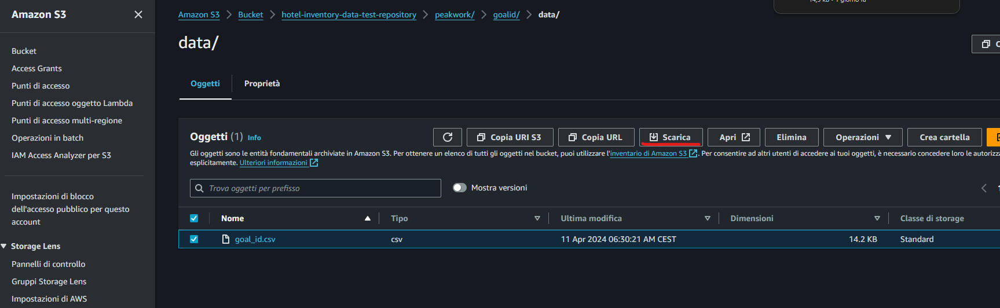 14,5 kB • 1 giorno fa
Amazon S3
Amazon S3 > Bucket > hotel-inventory-data-test-repository > peakwork/ > goalid/ > data/
data/
Bucket
Access Grants
Punti di accesso
Punti di accesso oggetto Lambda
Punti di accesso multi-regione
Operazioni in batch
IAM Access Analyzer per S3
Impostazioni di blocco
dell'accesso pubblico per questo
account
Storage Lens
Pannelli di controllo
Gruppi Storage Lens
Impostazioni di AWS
Oggetti Proprietà
Oggetti (1) Info Copia URI S3 Copia URL Scarica Apri Elimina Operazioni Crea cartella
Gli oggetti sono le entità fondamentali archiviate in Amazon S3. Per ottenere un elenco di tutti gli oggetti nel bucket, puoi utilizzare l'inventario di Amazon S3. Per consentire ad altri utenti di accedere ai tuoi oggetti, è necessario concedere loro le
esplicitamente. Ulteriori informazioni
Trova oggetti per prefisso Mostra versioni
Nome Tipo Ultima modifica Dimensioni Classe di storage
goal_id.csv csv 11 Apr 2024 06:30:21 AM CEST 14.2 KB Standard